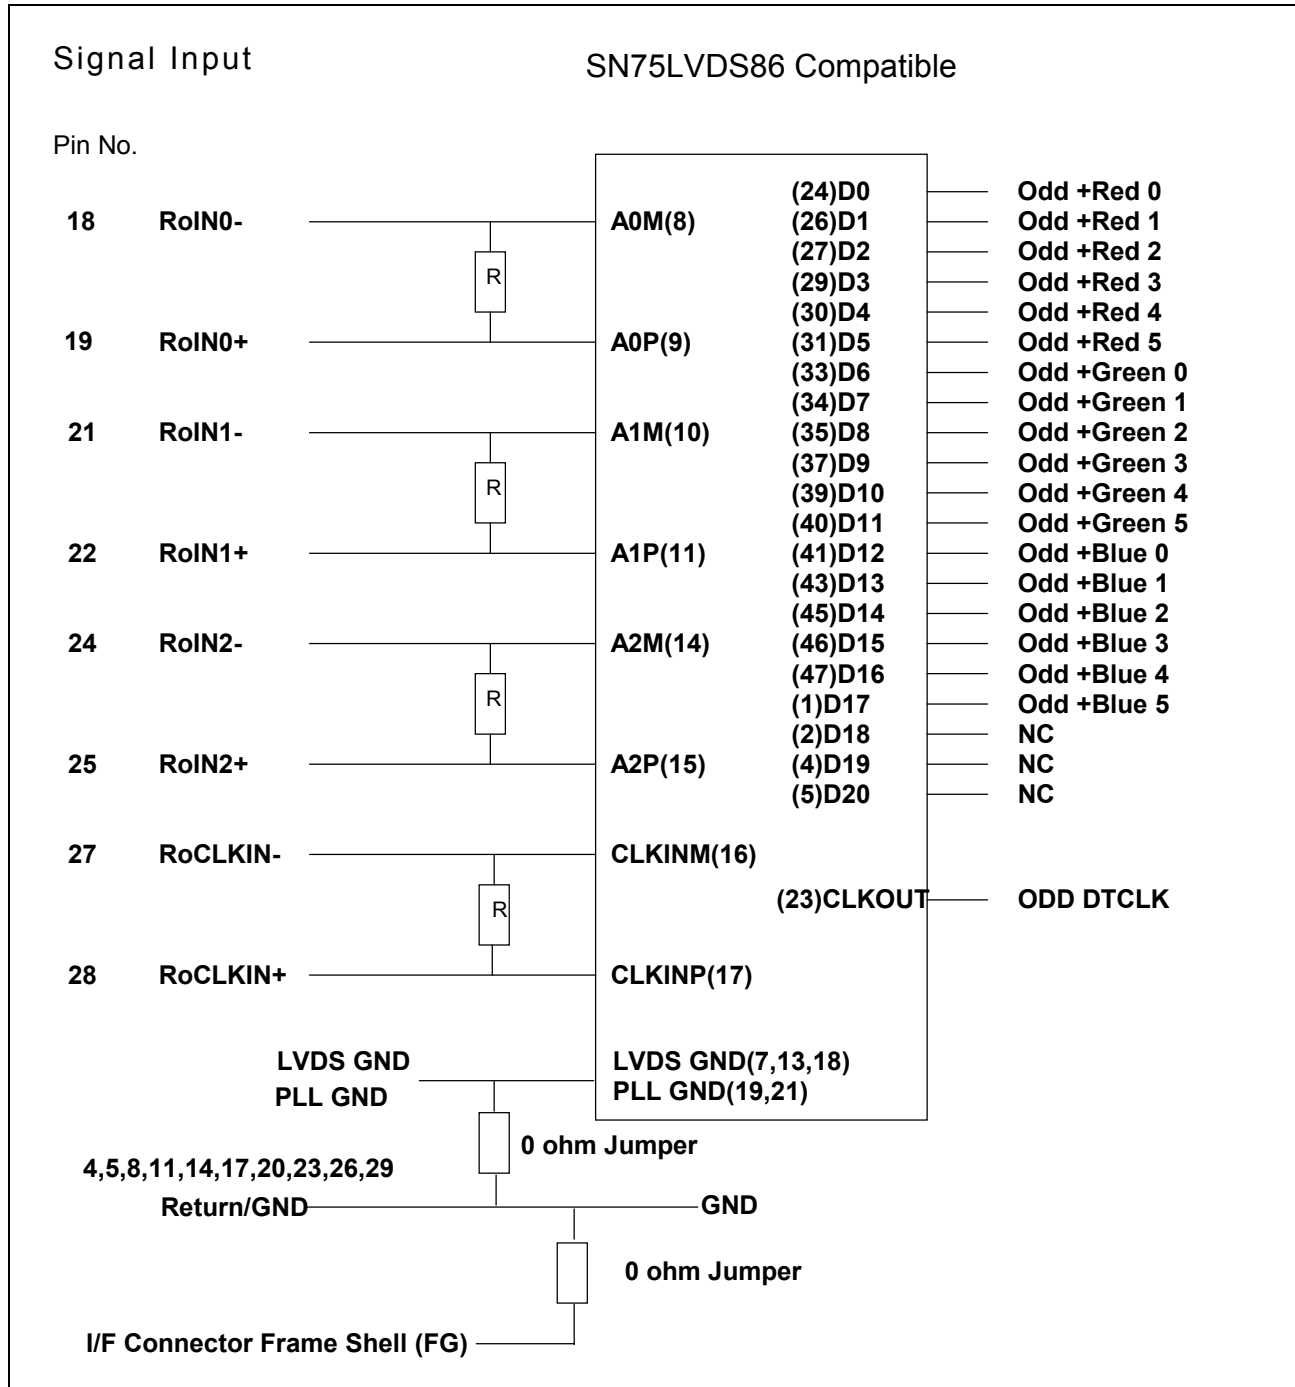 Signal Input SN75LVDS86 Compatible
Pin No.
(24)D0 Odd +Red 0
18 RoIN0- A0M(8) (26)D1 Odd +Red 1
R (27)D2 Odd +Red 2
(29)D3 Odd +Red 3
(30)D4 Odd +Red 4
19 RoIN0+ A0P(9) (31)D5 Odd +Red 5
(33)D6 Odd +Green 0
(34)D7 Odd +Green 1
21 RoIN1- A1M(10) (35)D8 Odd +Green 2
R (37)D9 Odd +Green 3
(39)D10 Odd +Green 4
(40)D11 Odd +Green 5
22 RoIN1+ A1P(11) (41)D12 Odd +Blue 0
(43)D13 Odd +Blue 1
(45)D14 Odd +Blue 2
24 RoIN2- A2M(14) (46)D15 Odd +Blue 3
(47)D16 Odd +Blue 4
R (1)D17 Odd +Blue 5
(2)D18 NC
25 RoIN2+ A2P(15) (4)D19 NC
(5)D20 NC
27 RoCLKIN- CLKINM(16)
R (23)CLKOUT ODD DTCLK
28 RoCLKIN+ CLKINP(17)
LVDS GND LVDS GND(7,13,18)
PLL GND PLL GND(19,21)
0 ohm Jumper
4,5,8,11,14,17,20,23,26,29
Return/GND GND
0 ohm Jumper
I/F Connector Frame Shell (FG)